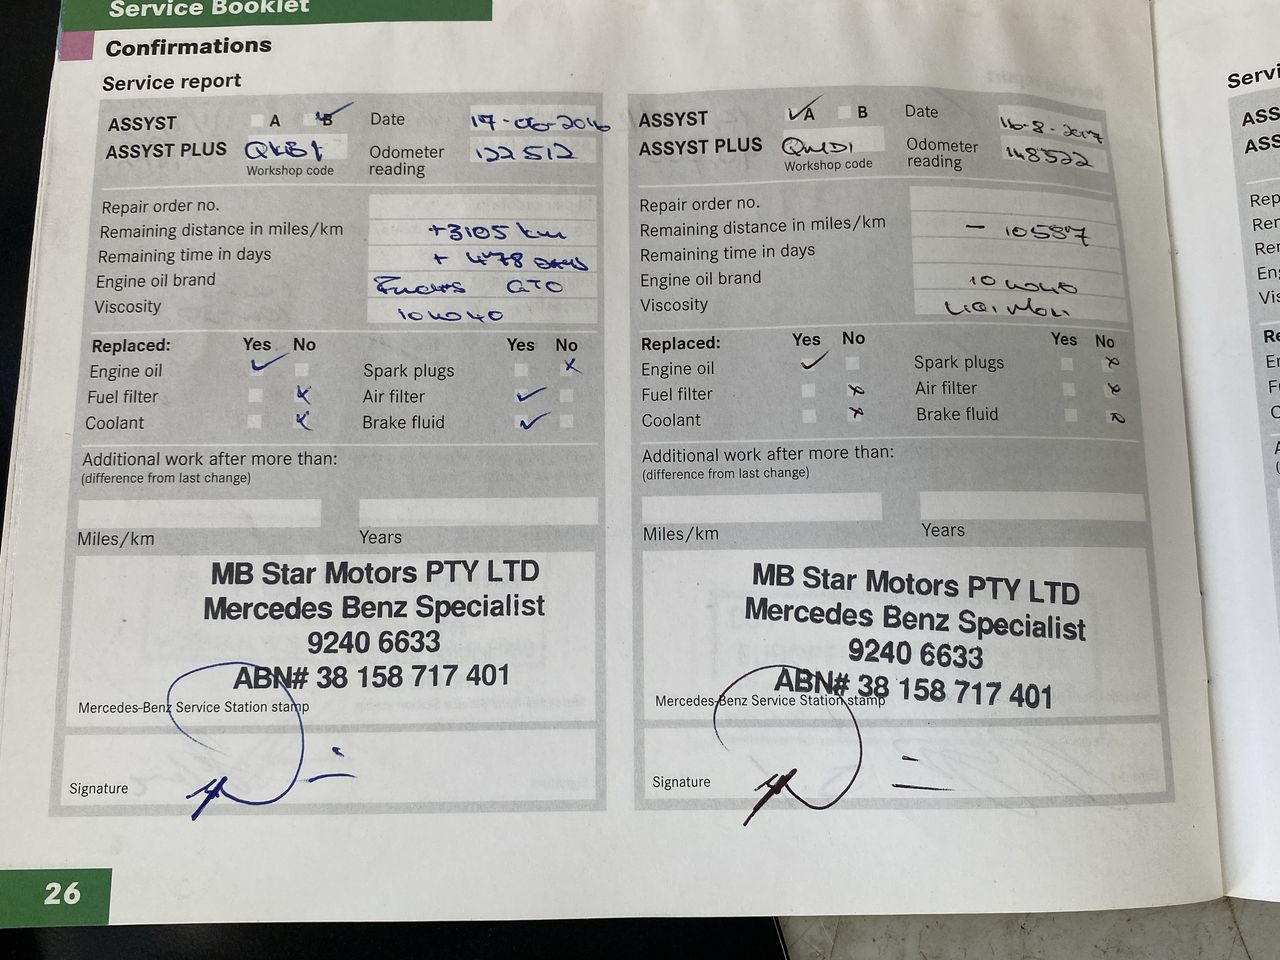 Service Booklet
Confirmations
Service report
ASSYST A B Date 17-06-2016
ASSYST PLUS Odometer reading 122512
Workshop code
Repair order no.
Remaining distance in miles/km +3105 km
Remaining time in days + 478 DAYS
Engine oil brand Fuchs GTO
Viscosity 10W40
Replaced: Yes No Yes No
Engine oil Spark plugs
Fuel filter Air filter
Coolant Brake fluid
Additional work after more than:
(difference from last change)
Miles/km Years
MB Star Motors PTY LTD
Mercedes Benz Specialist
9240 6633
ABN# 38 158 717 401
Mercedes-Benz Service Station stamp
Signature
ASSYST A B Date 16-8-2017
ASSYST PLUS Odometer reading 148522
Workshop code
Repair order no.
Remaining distance in miles/km - 10587
Remaining time in days
Engine oil brand
Viscosity
Replaced: Yes No Yes No
Engine oil Spark plugs
Fuel filter Air filter
Coolant Brake fluid
Additional work after more than:
(difference from last change)
Miles/km Years
MB Star Motors PTY LTD
Mercedes Benz Specialist
9240 6633
ABN# 38 158 717 401
Mercedes-Benz Service Station stamp
Signature
26